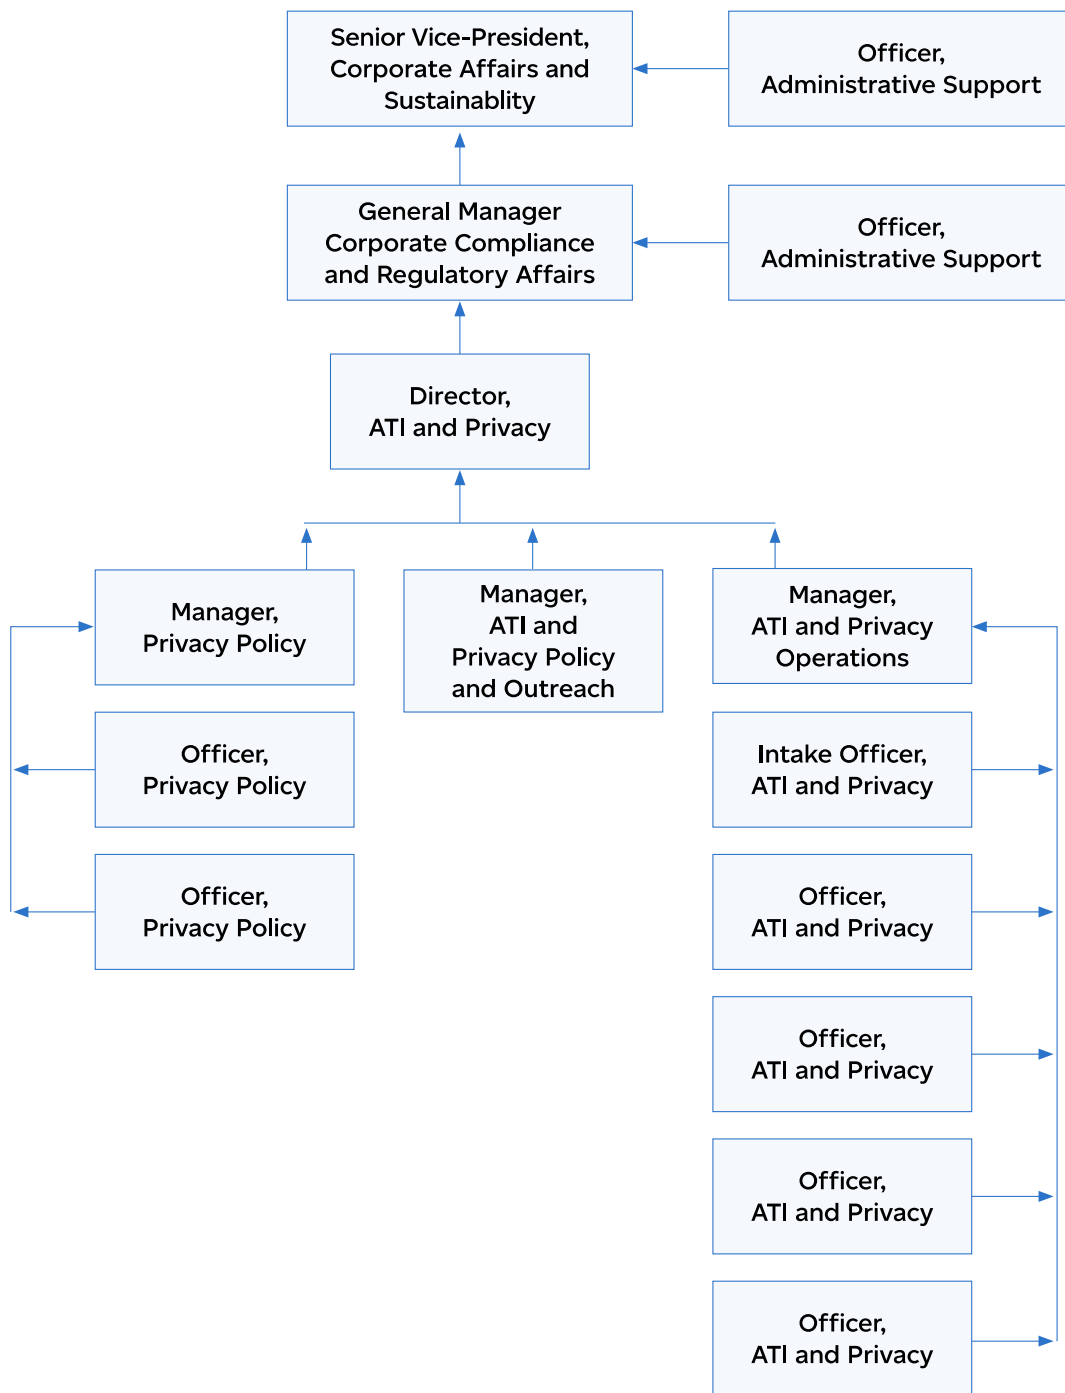 Senior Vice-President,
Corporate Affairs and
Sustainablity
Officer,
Administrative Support
General Manager
Corporate Compliance
and Regulatory Affairs
Officer,
Administrative Support
Director,
ATI and Privacy
Manager,
Privacy Policy
Manager,
ATI and
Privacy Policy
and Outreach
Manager,
ATI and Privacy
Operations
Officer,
Privacy Policy
Intake Officer,
ATI and Privacy
Officer,
Privacy Policy
Officer,
ATI and Privacy
Officer,
ATI and Privacy
Officer,
ATI and Privacy
Officer,
ATI and Privacy